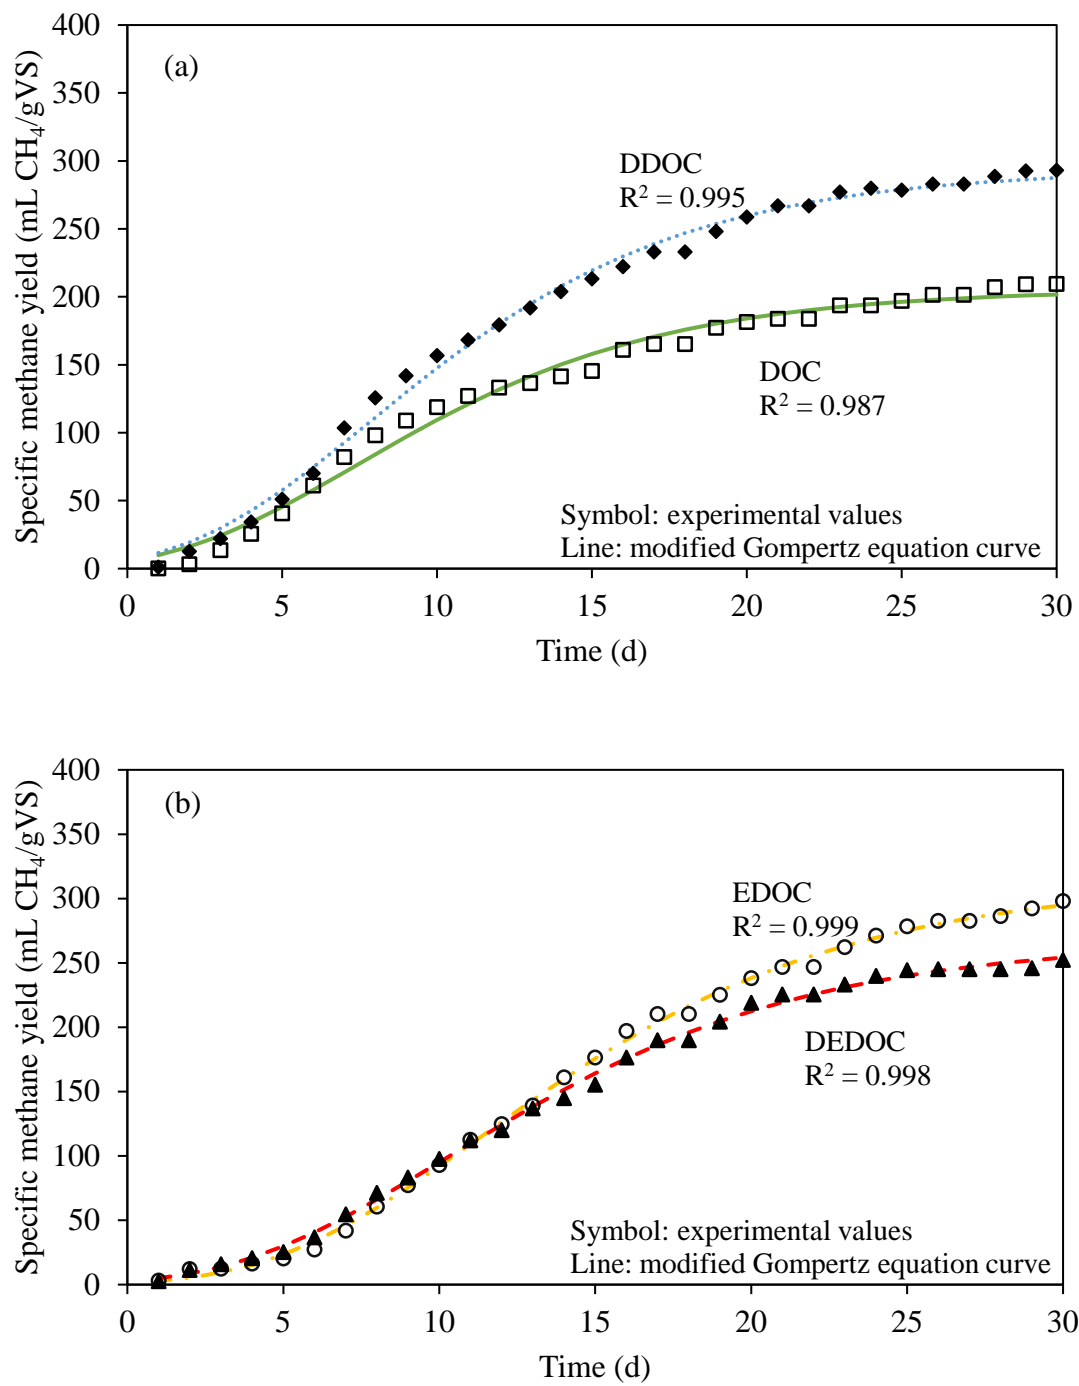 400
350
300
250
200
150
100
50
0
Specific methane yield (mL CH₄/gVS)
(a)
DDOC
R² = 0.995
DOC
R² = 0.987
Symbol: experimental values
Line: modified Gompertz equation curve
0 5 10 15 20 25 30
Time (d)
400
350
300
250
200
150
100
50
0
Specific methane yield (mL CH₄/gVS)
(b)
EDOC
R² = 0.999
DEDOC
R² = 0.998
Symbol: experimental values
Line: modified Gompertz equation curve
0 5 10 15 20 25 30
Time (d)